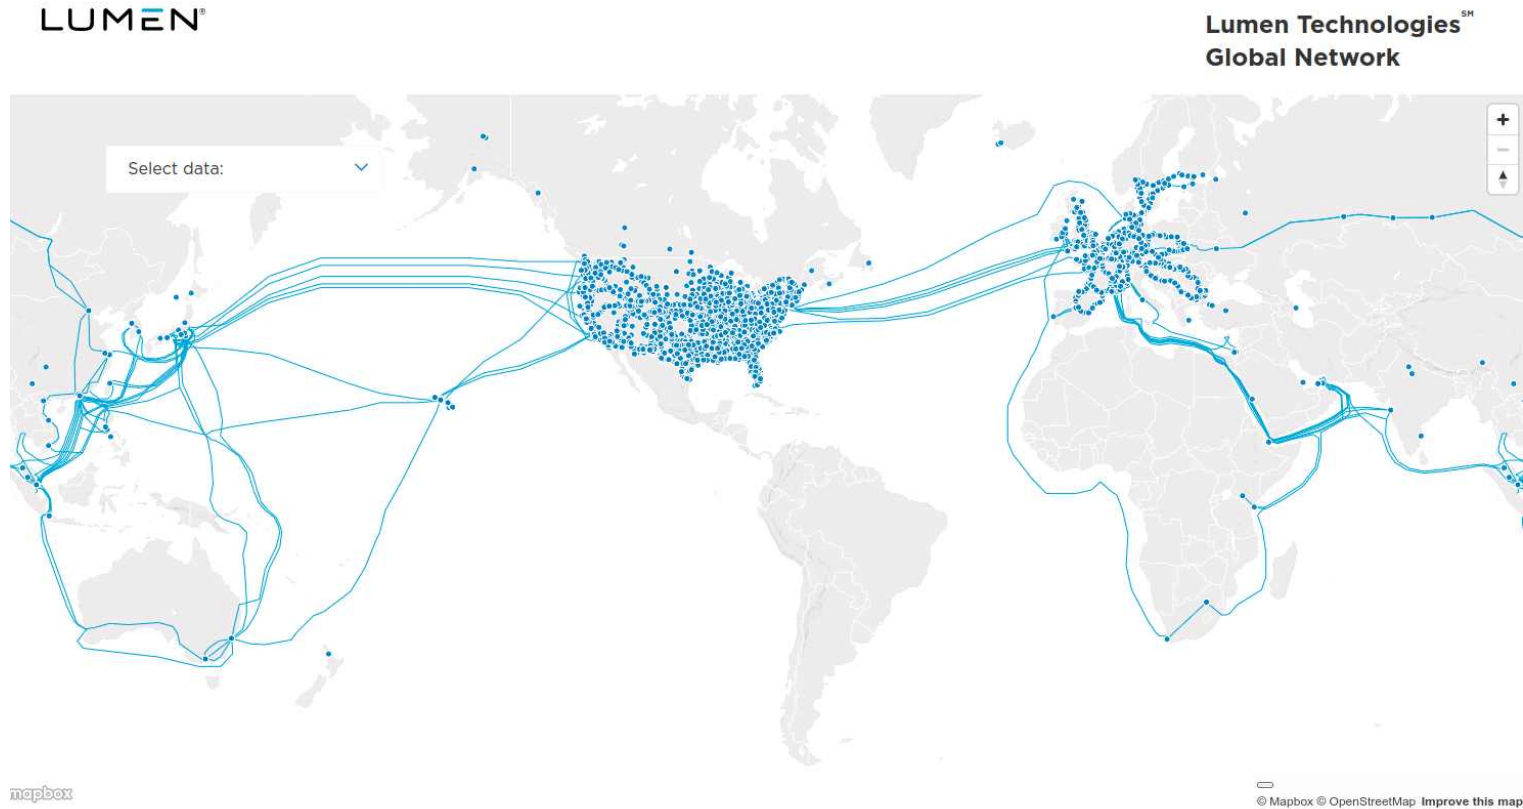 LUMEN®
Lumen Technologies℠
Global Network
Select data:
mapbox
© Mapbox © OpenStreetMap Improve this map